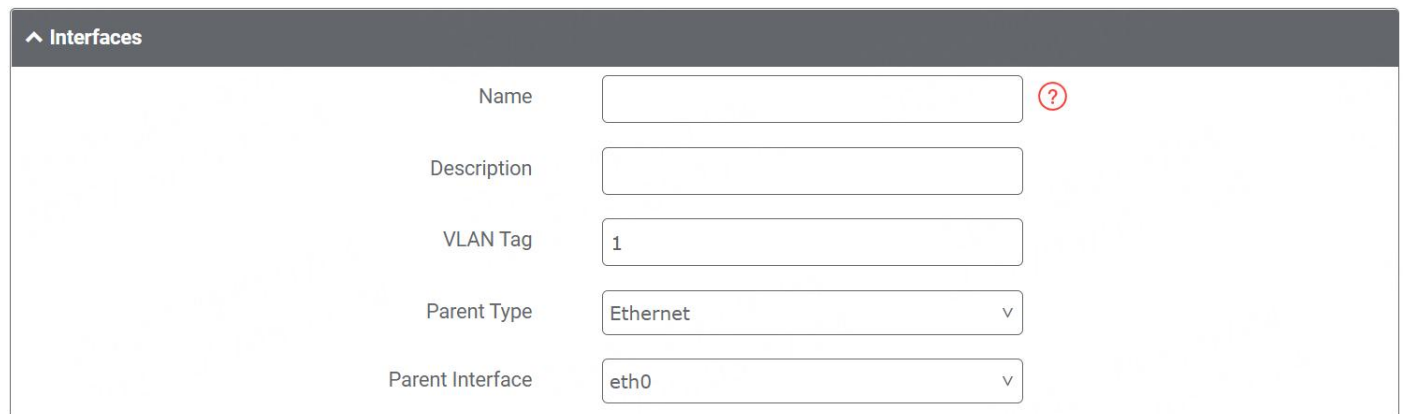 Interfaces
Name ?
Description
VLAN Tag 1
Parent Type Ethernet
Parent Interface eth0